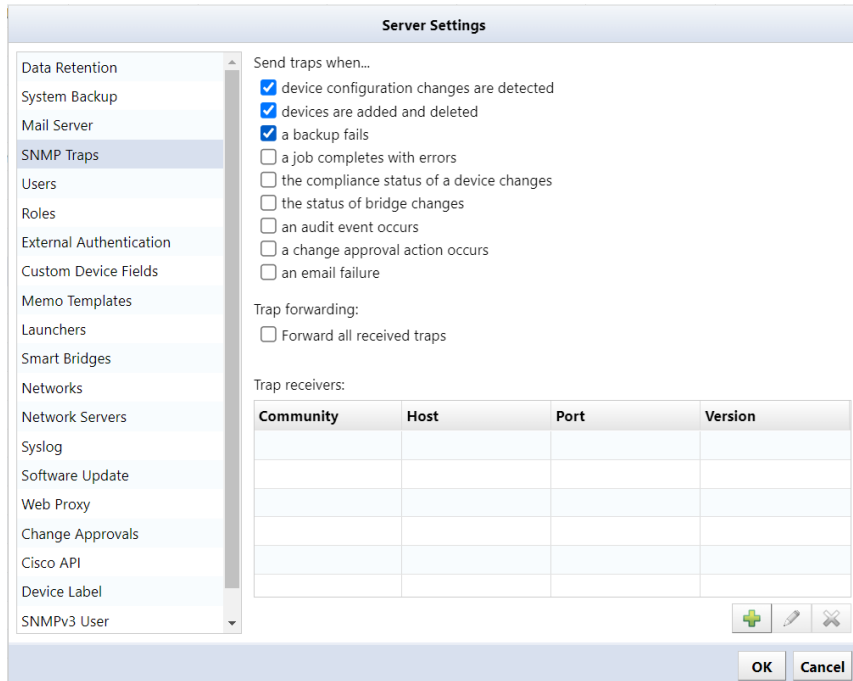 Server Settings
Data Retention
System Backup
Mail Server
SNMP Traps
Users
Roles
External Authentication
Custom Device Fields
Memo Templates
Launchers
Smart Bridges
Networks
Network Servers
Syslog
Software Update
Web Proxy
Change Approvals
Cisco API
Device Label
SNMPv3 User
Send traps when...
device configuration changes are detected
devices are added and deleted
a backup fails
a job completes with errors
the compliance status of a device changes
the status of bridge changes
an audit event occurs
a change approval action occurs
an email failure
Trap forwarding:
Forward all received traps
Trap receivers:
Community Host Port Version
OK Cancel